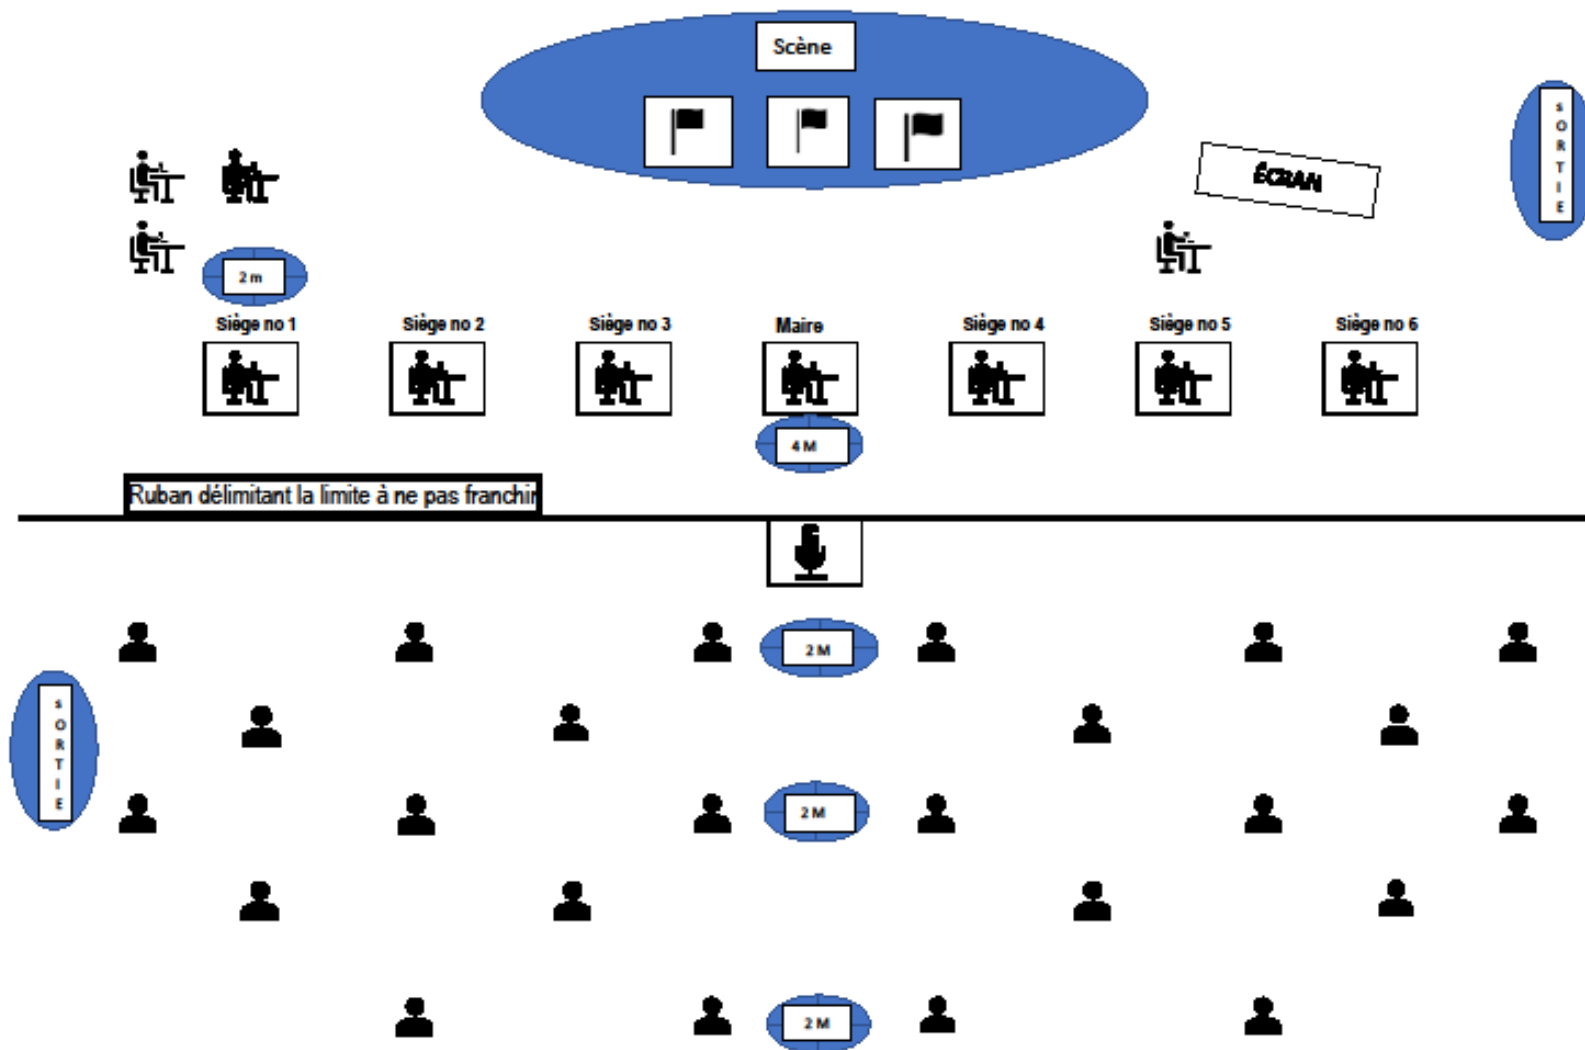 Scène
sORTIE
ÉCRAN
2 m
Siège no 1
Siège no 2
Siège no 3
Maire
Siège no 4
Siège no 5
Siège no 6
4 M
Ruban délimitant la limite à ne pas franchir
2 M
sORTIE
2 M
2 M